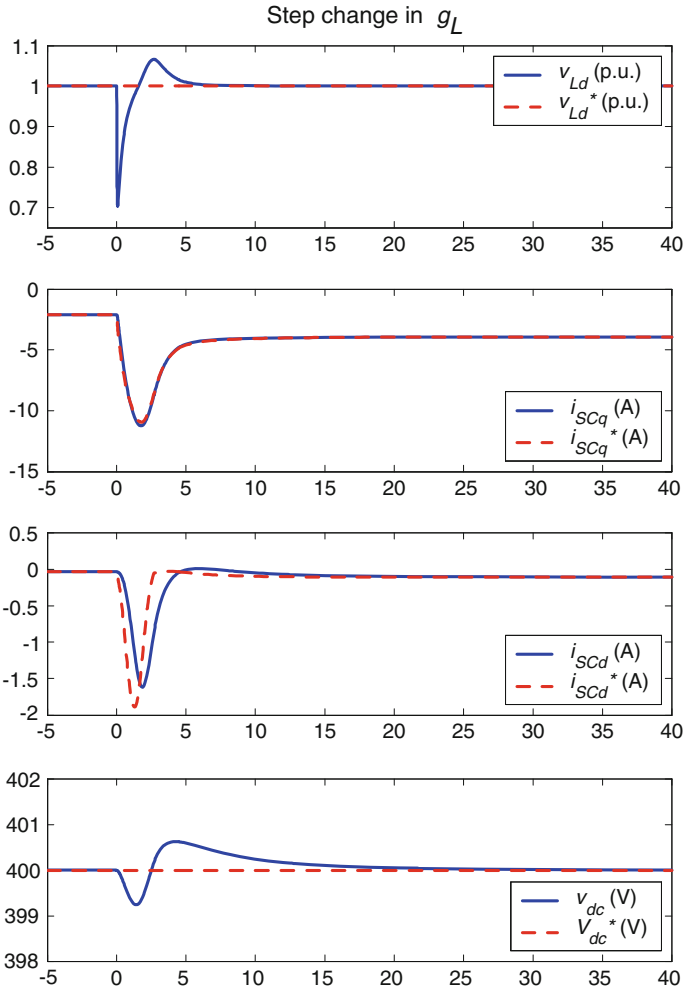 Step change in g_L
1.1
1
0.9
0.8
0.7
v_Ld (p.u.)
v_Ld* (p.u.)
-5 0 5 10 15 20 25 30 35 40
0
-5
-10
-15
i_SCq (A)
i_SCq* (A)
-5 0 5 10 15 20 25 30 35 40
0.5
0
-0.5
-1
-1.5
-2
i_SCd (A)
i_SCd* (A)
-5 0 5 10 15 20 25 30 35 40
402
401
400
399
398
v_dc (V)
V_dc* (V)
-5 0 5 10 15 20 25 30 35 40